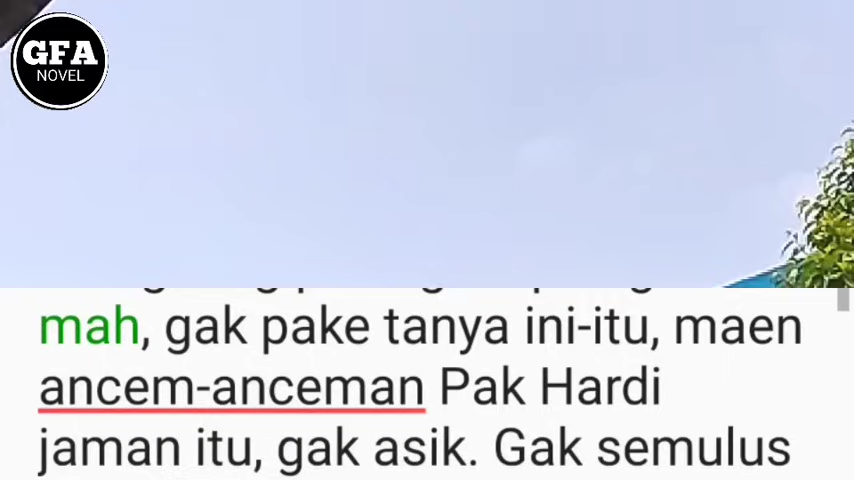 GFA
NOVEL
mah, gak pake tanya ini-itu, maen
ancem-anceman Pak Hardi
jaman itu, gak asik. Gak semulus